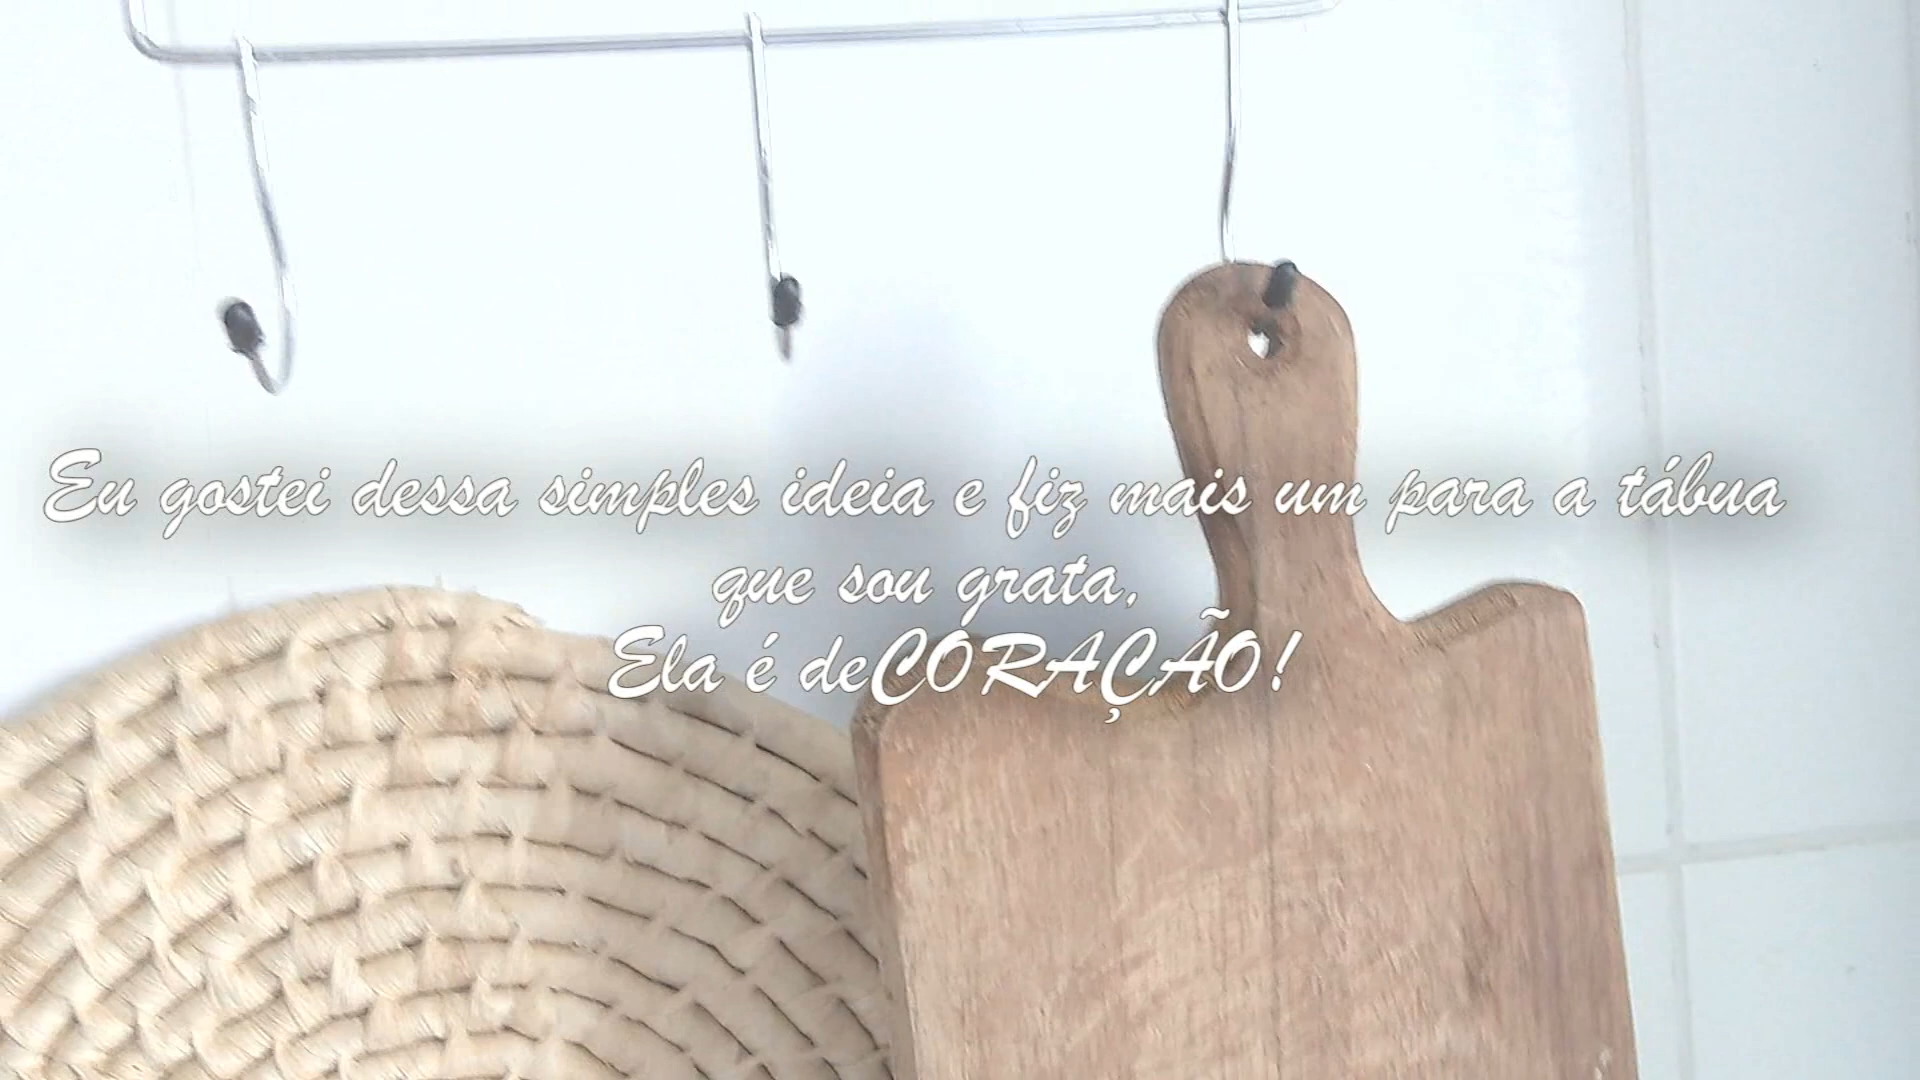 Eu gostei dessa simples ideia e fiz mais um para a tábua
que sou grata,
Ela é deCORAÇÃO!